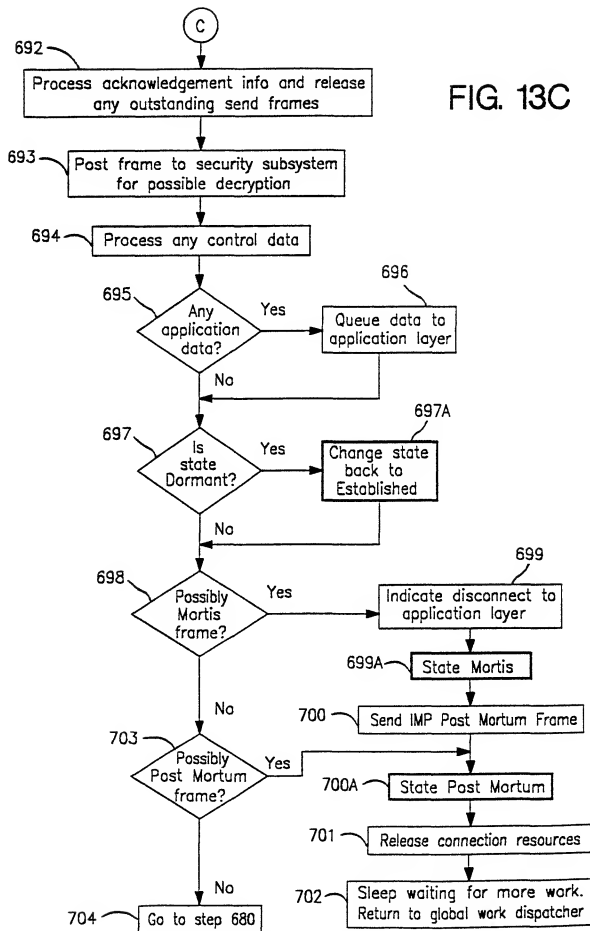 C
FIG. 13C
692
Process acknowledgement info and release
any outstanding send frames
693
Post frame to security subsystem
for possible decryption
694
Process any control data
695
Any
application
data?
Yes
No
696
Queue data to
application layer
697
Is
state
Dormant?
Yes
No
697A
Change state
back to
Established
698
Possibly
Mortis
frame?
Yes
No
699
Indicate disconnect to
application layer
699A
State Mortis
700
Send IMP Post Mortum Frame
703
Possibly
Post Mortum
frame?
Yes
No
700A
State Post Mortum
701
Release connection resources
702
Sleep waiting for more work.
Return to global work dispatcher
704
Go to step 680